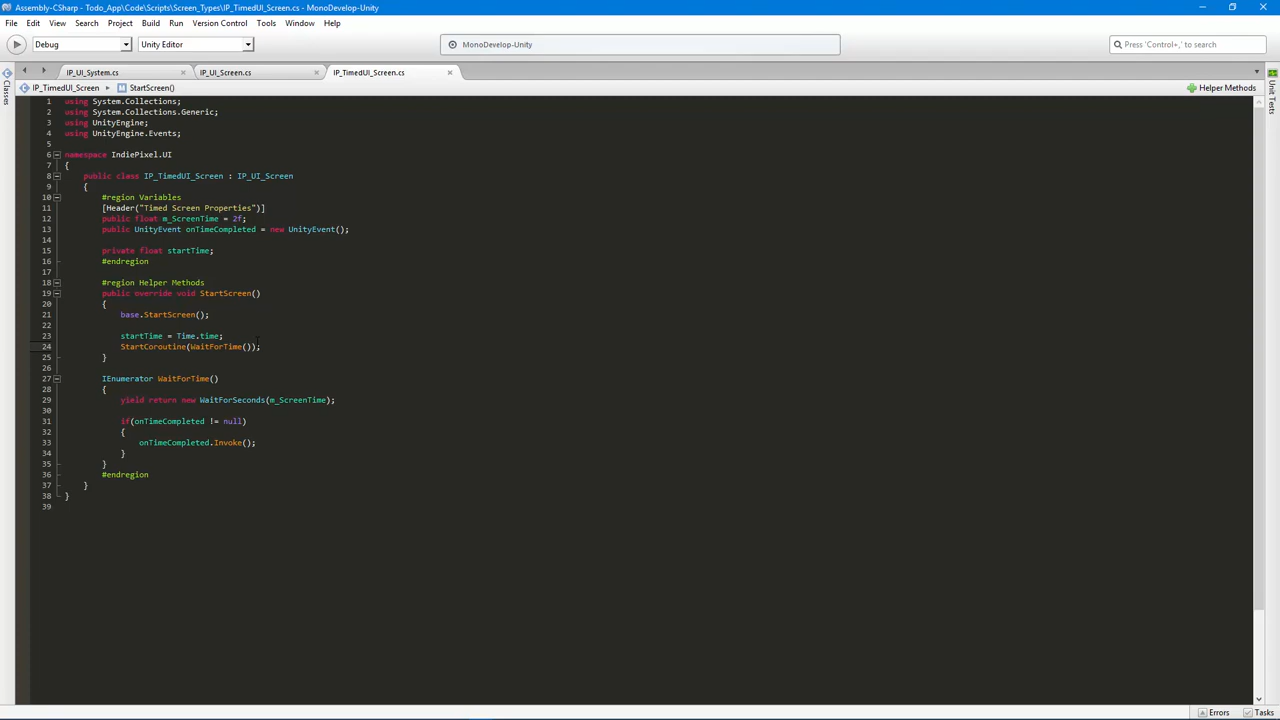 Assembly-CSharp - Todo_App\Code\Scripts\Screen_Types\IP_TimedUI_Screen.cs - MonoDevelop-Unity
File Edit View Search Project Build Run Version Control Tools Window Help
Debug Unity Editor MonoDevelop-Unity Press 'Control+,' to search
IP_UI_System.cs IP_UI_Screen.cs IP_TimedUI_Screen.cs
IP_TimedUI_Screen StartScreen() Helper Methods
Classes
Unit Tests
1 using System.Collections;
2 using System.Collections.Generic;
3 using UnityEngine;
4 using UnityEngine.Events;
5
6 namespace IndiePixel.UI
7 {
8 public class IP_TimedUI_Screen : IP_UI_Screen
9 {
10 #region Variables
11 [Header("Timed Screen Properties")]
12 public float m_ScreenTime = 2f;
13 public UnityEvent onTimeCompleted = new UnityEvent();
14
15 private float startTime;
16 #endregion
17
18 #region Helper Methods
19 public override void StartScreen()
20 {
21 base.StartScreen();
22
23 startTime = Time.time;
24 StartCoroutine(WaitForTime());
25 }
26
27 IEnumerator WaitForTime()
28 {
29 yield return new WaitForSeconds(m_ScreenTime);
30
31 if(onTimeCompleted != null)
32 {
33 onTimeCompleted.Invoke();
34 }
35 }
36 #endregion
37 }
38 }
39
Errors Tasks